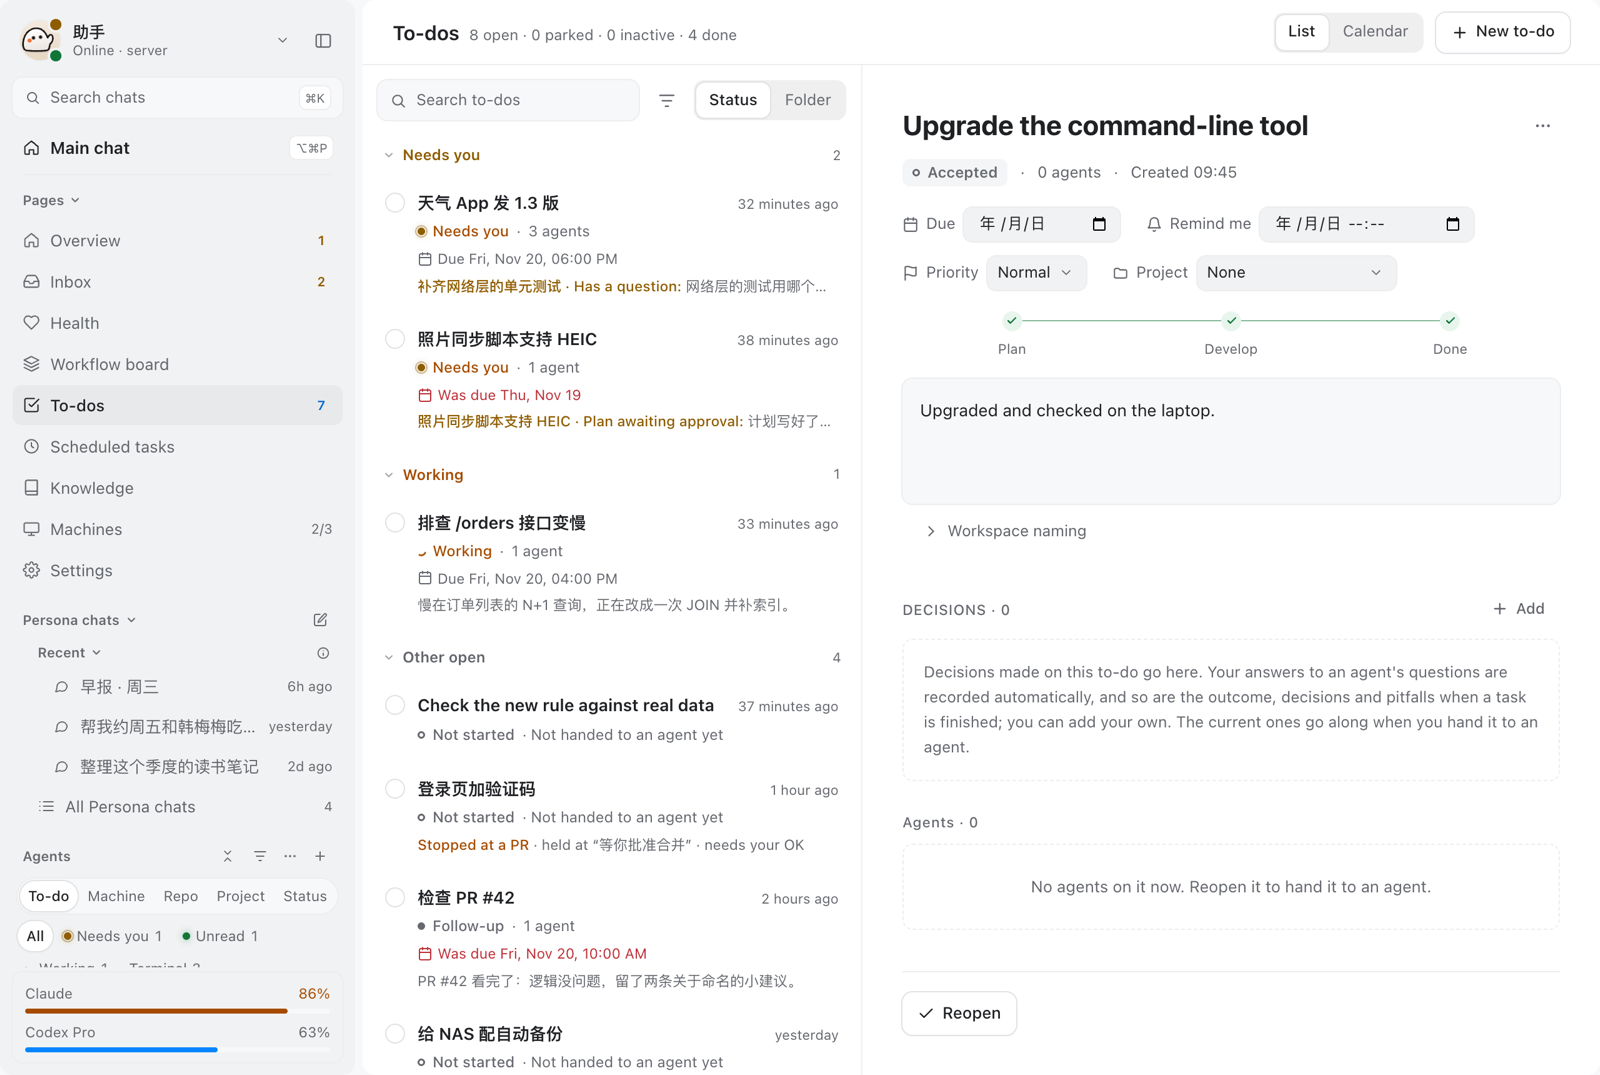 助手
Online · server
Search chats ⌘K
Main chat ⌥⌘P
Pages
Overview 1
Inbox 2
Health
Workflow board
To-dos 7
Scheduled tasks
Knowledge
Machines 2/3
Settings
Persona chats
Recent
早报 · 周三 6h ago
帮我约周五和韩梅梅吃... yesterday
整理这个季度的读书笔记 2d ago
All Persona chats 4
Agents
To-do Machine Repo Project Status
All Needs you 1 Unread 1
Working 1 Terminal 3
Claude 86%
Codex Pro 63%
To-dos 8 open · 0 parked · 0 inactive · 4 done
List Calendar
+ New to-do
Search to-dos
Status Folder
Needs you 2
天气 App 发 1.3 版 32 minutes ago
Needs you · 3 agents
Due Fri, Nov 20, 06:00 PM
补齐网络层的单元测试 · Has a question: 网络层的测试用哪个...
照片同步脚本支持 HEIC 38 minutes ago
Needs you · 1 agent
Was due Thu, Nov 19
照片同步脚本支持 HEIC · Plan awaiting approval: 计划写好了...
Working 1
排查 /orders 接口变慢 33 minutes ago
Working · 1 agent
Due Fri, Nov 20, 04:00 PM
慢在订单列表的 N+1 查询，正在改成一次 JOIN 并补索引。
Other open 4
Check the new rule against real data 37 minutes ago
Not started · Not handed to an agent yet
登录页加验证码 1 hour ago
Not started · Not handed to an agent yet
Stopped at a PR · held at “等你批准合并” · needs your OK
检查 PR #42 2 hours ago
Follow-up · 1 agent
Was due Fri, Nov 20, 10:00 AM
PR #42 看完了：逻辑没问题，留了两条关于命名的小建议。
给 NAS 配自动备份 yesterday
Not started · Not handed to an agent yet
Upgrade the command-line tool
Accepted · 0 agents · Created 09:45
Due 年 /月/日 Remind me 年 /月/日 --:--
Priority Normal Project None
Plan Develop Done
Upgraded and checked on the laptop.
Workspace naming
DECISIONS · 0 + Add
Decisions made on this to-do go here. Your answers to an agent's questions are
recorded automatically, and so are the outcome, decisions and pitfalls when a task
is finished; you can add your own. The current ones go along when you hand it to an
agent.
Agents · 0
No agents on it now. Reopen it to hand it to an agent.
Reopen